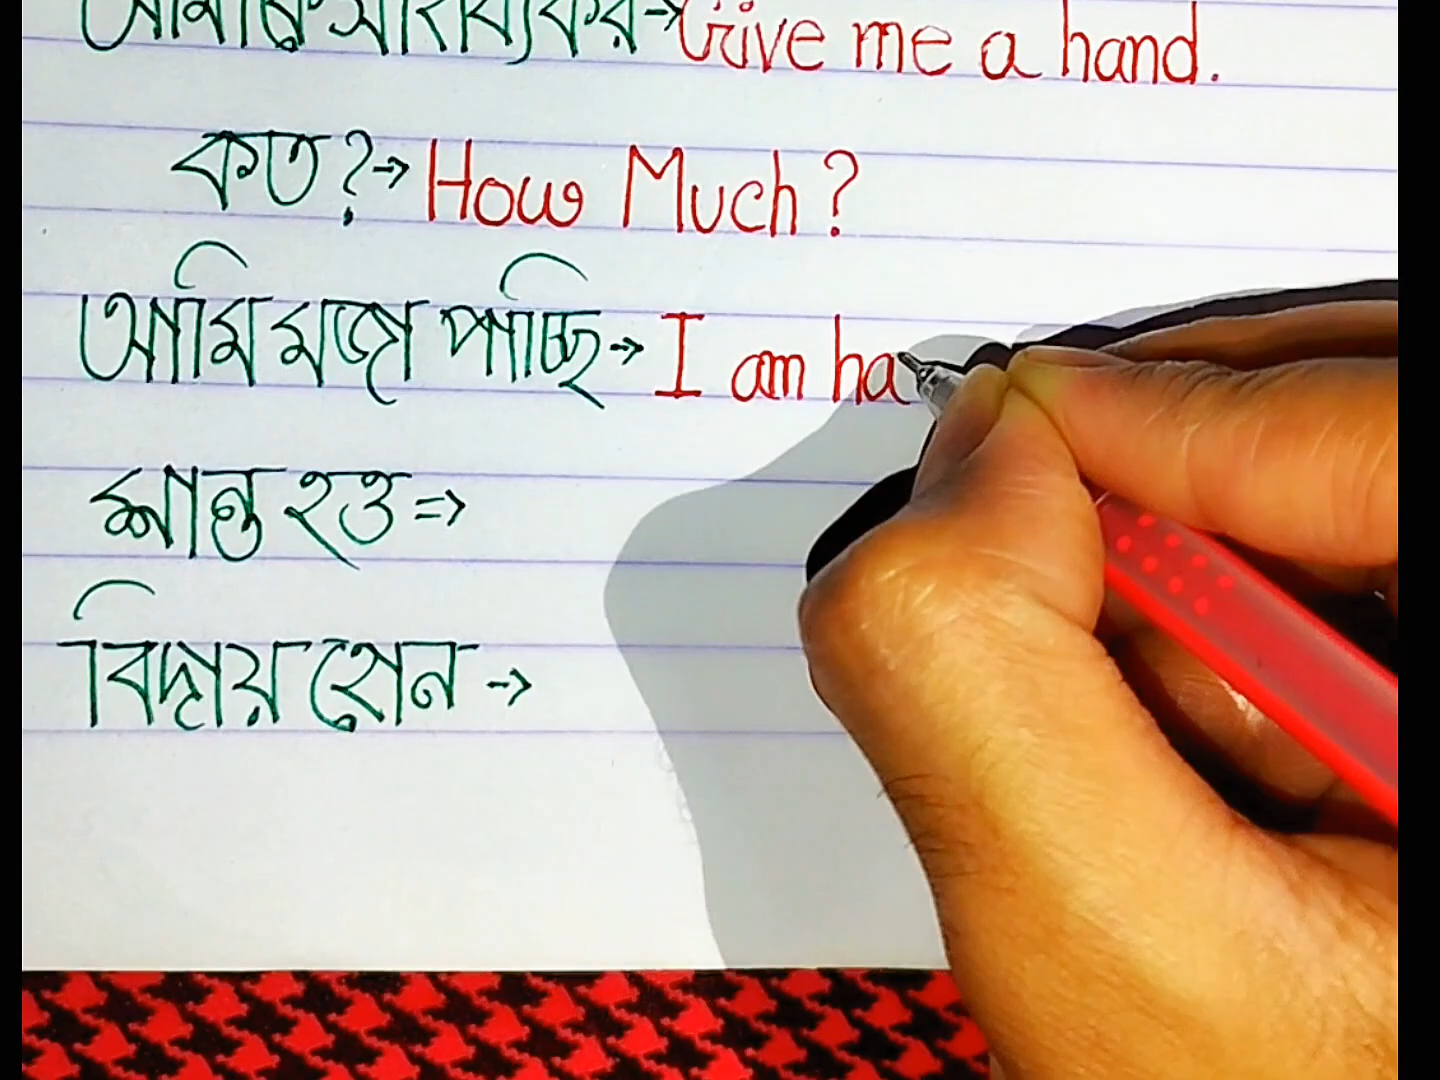 আমাকে সাহায্য কর → Give me a hand.
কত? → How Much?
আমি মজা পাচ্ছি → I am ha
শান্ত হও ⇒
বিদায় হোন →